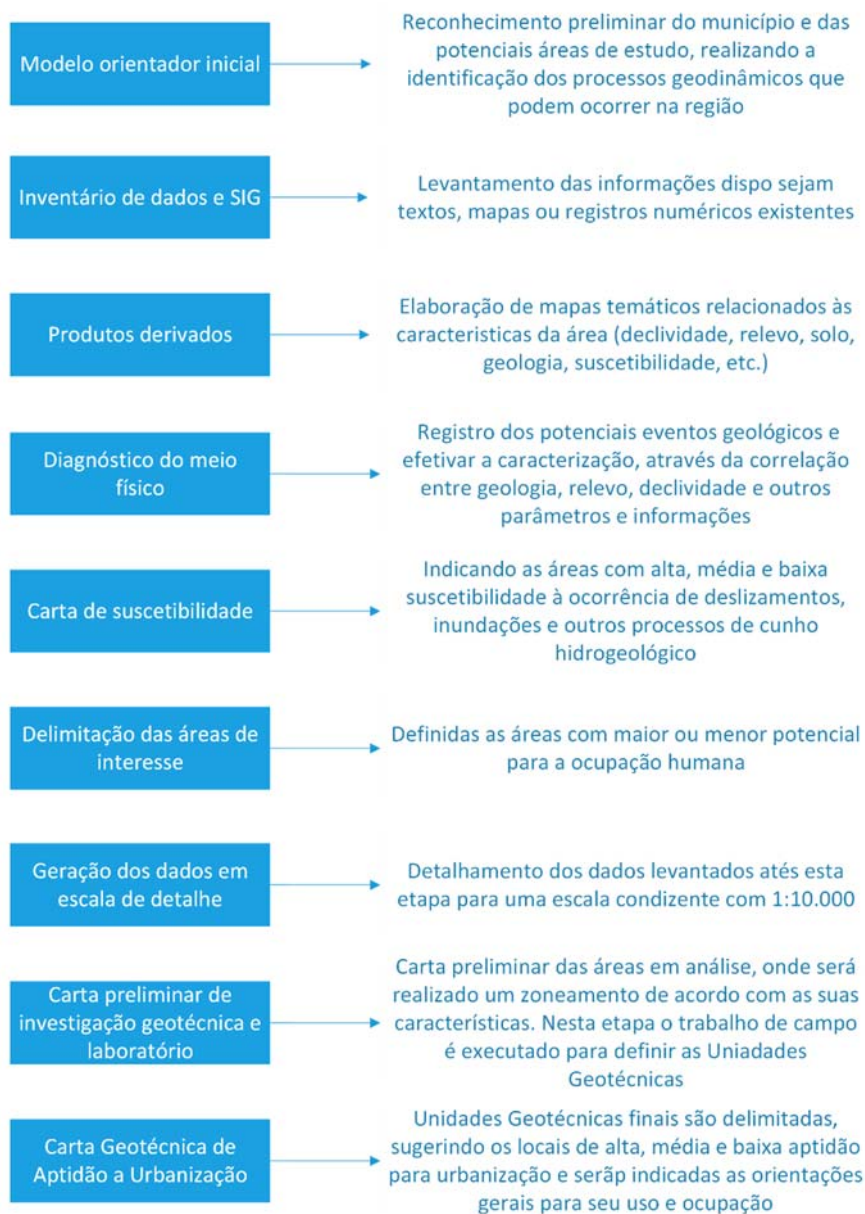 Modelo orientador inicial
Reconhecimento preliminar do município e das
potenciais áreas de estudo, realizando a
identificação dos processos geodinâmicos que
podem ocorrer na região
Inventário de dados e SIG
Levantamento das informações dispo sejam
textos, mapas ou registros numéricos existentes
Produtos derivados
Elaboração de mapas temáticos relacionados às
caracteristicas da área (declividade, relevo, solo,
geologia, suscetibilidade, etc.)
Diagnóstico do meio
físico
Registro dos potenciais eventos geológicos e
efetivar a caracterização, através da correlação
entre geologia, relevo, declividade e outros
parâmetros e informações
Carta de suscetibilidade
Indicando as áreas com alta, média e baixa
suscetibilidade à ocorrência de deslizamentos,
inundações e outros processos de cunho
hidrogeológico
Delimitação das áreas de
interesse
Definidas as áreas com maior ou menor potencial
para a ocupação humana
Geração dos dados em
escala de detalhe
Detalhamento dos dados levantados atés esta
etapa para uma escala condizente com 1:10.000
Carta preliminar de
investigação geotécnica e
laboratório
Carta preliminar das áreas em análise, onde será
realizado um zoneamento de acordo com as suas
características. Nesta etapa o trabalho de campo
é executado para definir as Uniadades
Geotécnicas
Carta Geotécnica de
Aptidão a Urbanização
Unidades Geotécnicas finais são delimitadas,
sugerindo os locais de alta, média e baixa aptidão
para urbanização e serãp indicadas as orientações
gerais para seu uso e ocupação